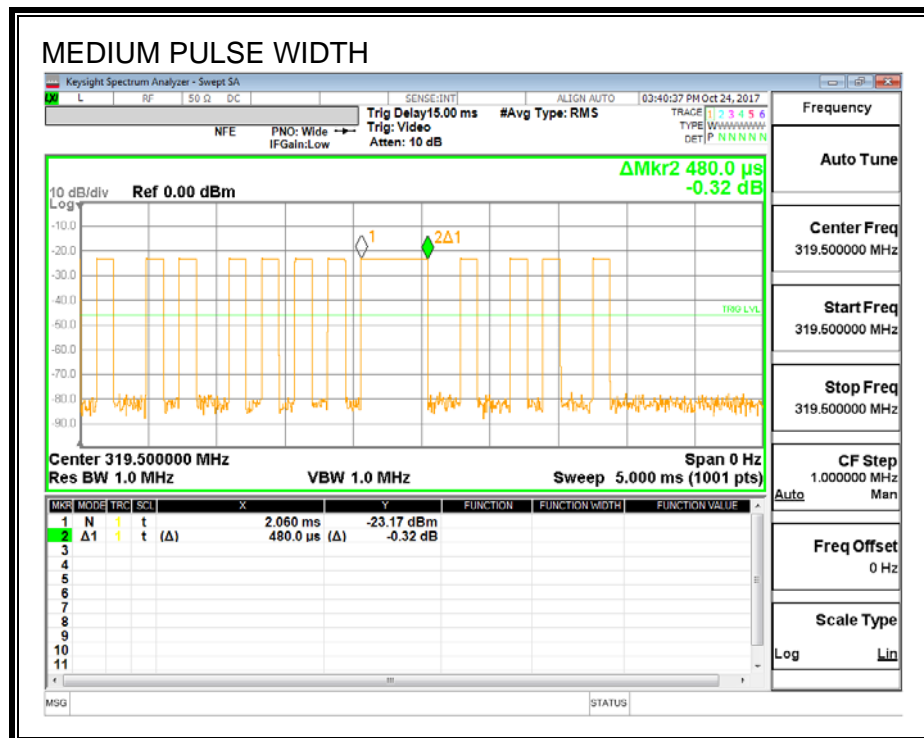 MEDIUM PULSE WIDTH
Keysight Spectrum Analyzer - Swept SA
LXI L RF 50 Ω DC SENSE:INT ALIGN AUTO 03:40:37 PM Oct 24, 2017
Trig Delay15.00 ms #Avg Type: RMS TRACE 1 2 3 4 5 6
NFE PNO: Wide Trig: Video TYPE WWWWWWW
IFGain:Low Atten: 10 dB DET P N N N N N
ΔMkr2 480.0 µs
-0.32 dB
10 dB/div Ref 0.00 dBm
Log
-10.0
-20.0
-30.0
-40.0
-50.0
-60.0
-70.0
-80.0
-90.0
1
2Δ1
TRIG LVL
Center 319.500000 MHz Span 0 Hz
Res BW 1.0 MHz VBW 1.0 MHz Sweep 5.000 ms (1001 pts)
MKR MODE TRC SCL X Y FUNCTION FUNCTION WIDTH FUNCTION VALUE
1 N 1 t 2.060 ms -23.17 dBm
2 Δ1 1 t (Δ) 480.0 µs (Δ) -0.32 dB
3
4
5
6
7
8
9
10
11
MSG STATUS
Frequency
Auto Tune
Center Freq
319.500000 MHz
Start Freq
319.500000 MHz
Stop Freq
319.500000 MHz
CF Step
1.000000 MHz
Auto Man
Freq Offset
0 Hz
Scale Type
Log Lin